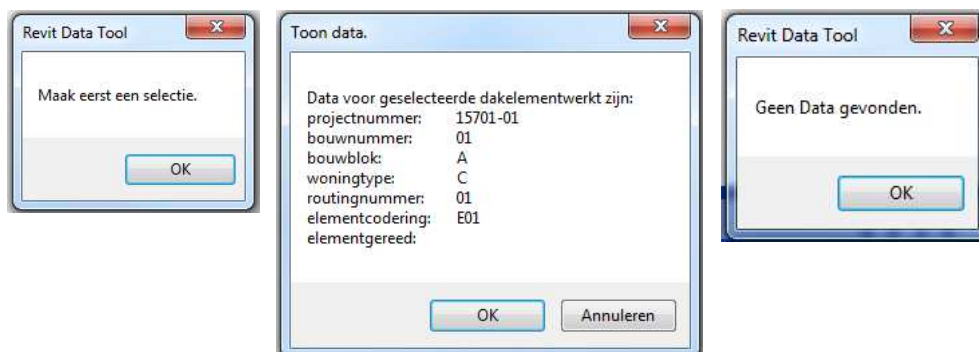 Revit Data Tool
Maak eerst een selectie.
OK
Toon data.
Data voor geselecteerde dakelementwerkt zijn:
projectnummer: 15701-01
bouwnummer: 01
bouwblok: A
woningtype: C
routingnummer: 01
elementcodering: E01
elementgereed:
OK Annuleren
Revit Data Tool
Geen Data gevonden.
OK